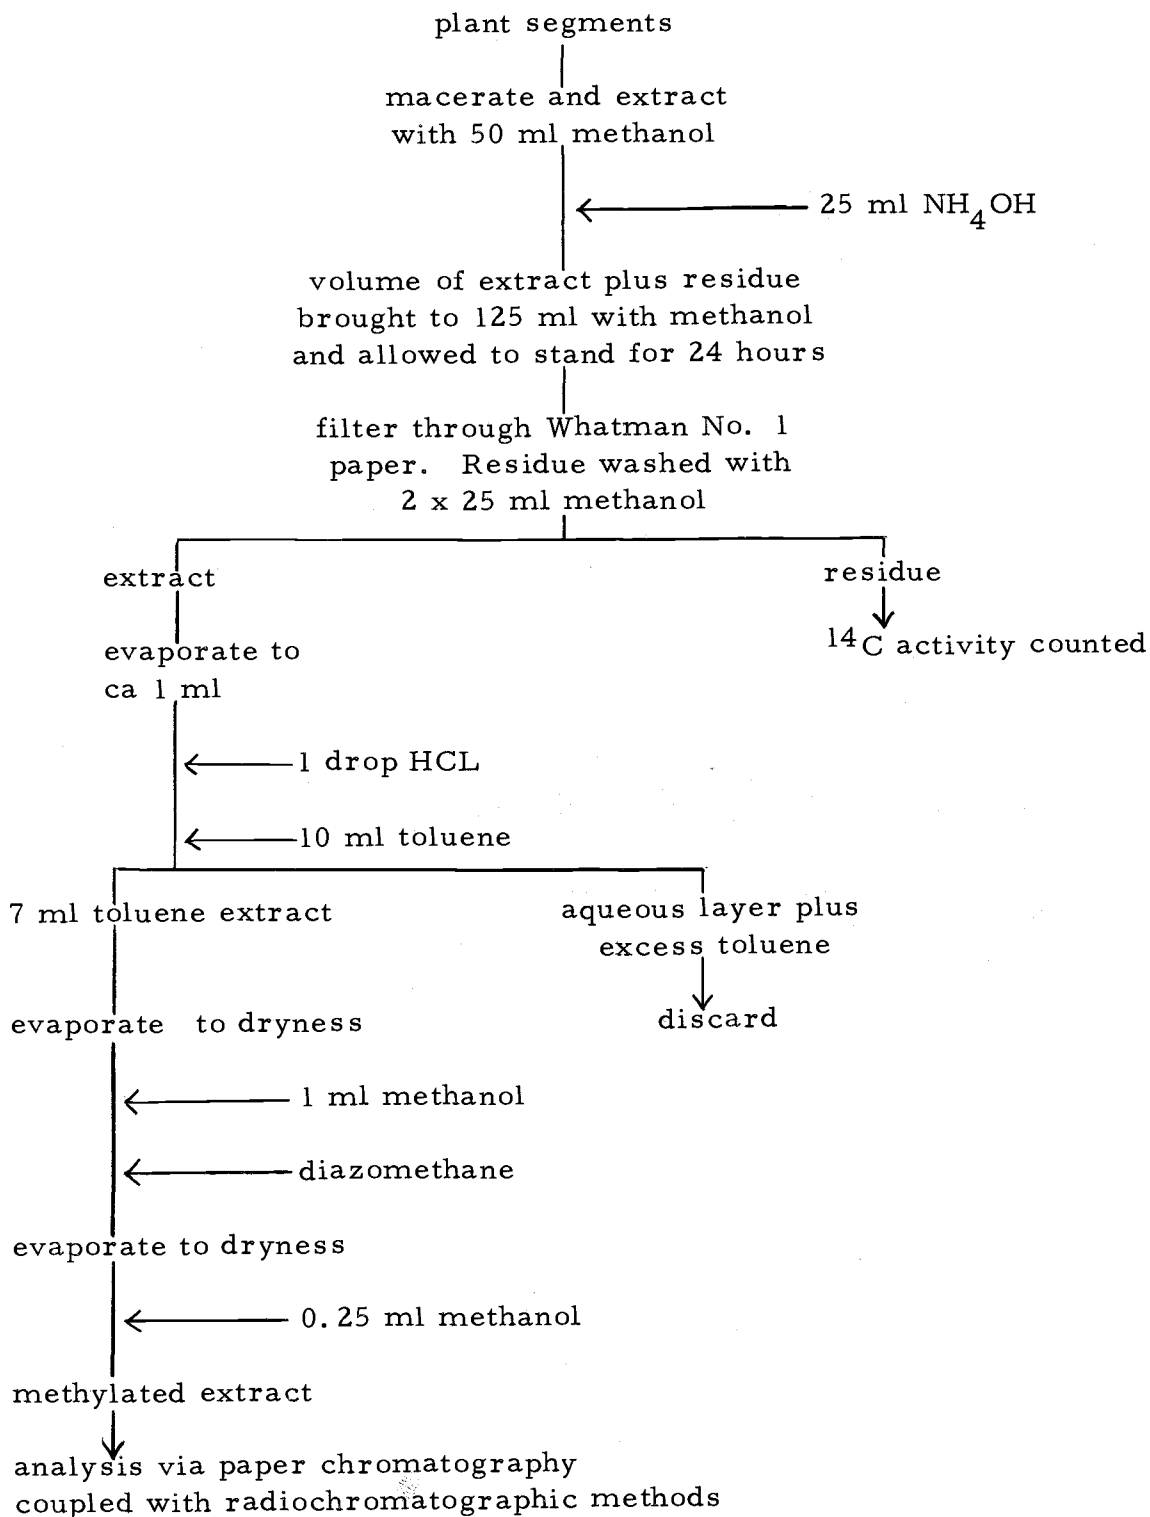 plant segments
macerate and extract
with 50 ml methanol
25 ml NH4OH
volume of extract plus residue
brought to 125 ml with methanol
and allowed to stand for 24 hours
filter through Whatman No. 1
paper. Residue washed with
2 x 25 ml methanol
extract
residue
evaporate to
ca 1 ml
14C activity counted
1 drop HCL
10 ml toluene
7 ml toluene extract
aqueous layer plus
excess toluene
evaporate to dryness
discard
1 ml methanol
diazomethane
evaporate to dryness
0.25 ml methanol
methylated extract
analysis via paper chromatography
coupled with radiochromatographic methods